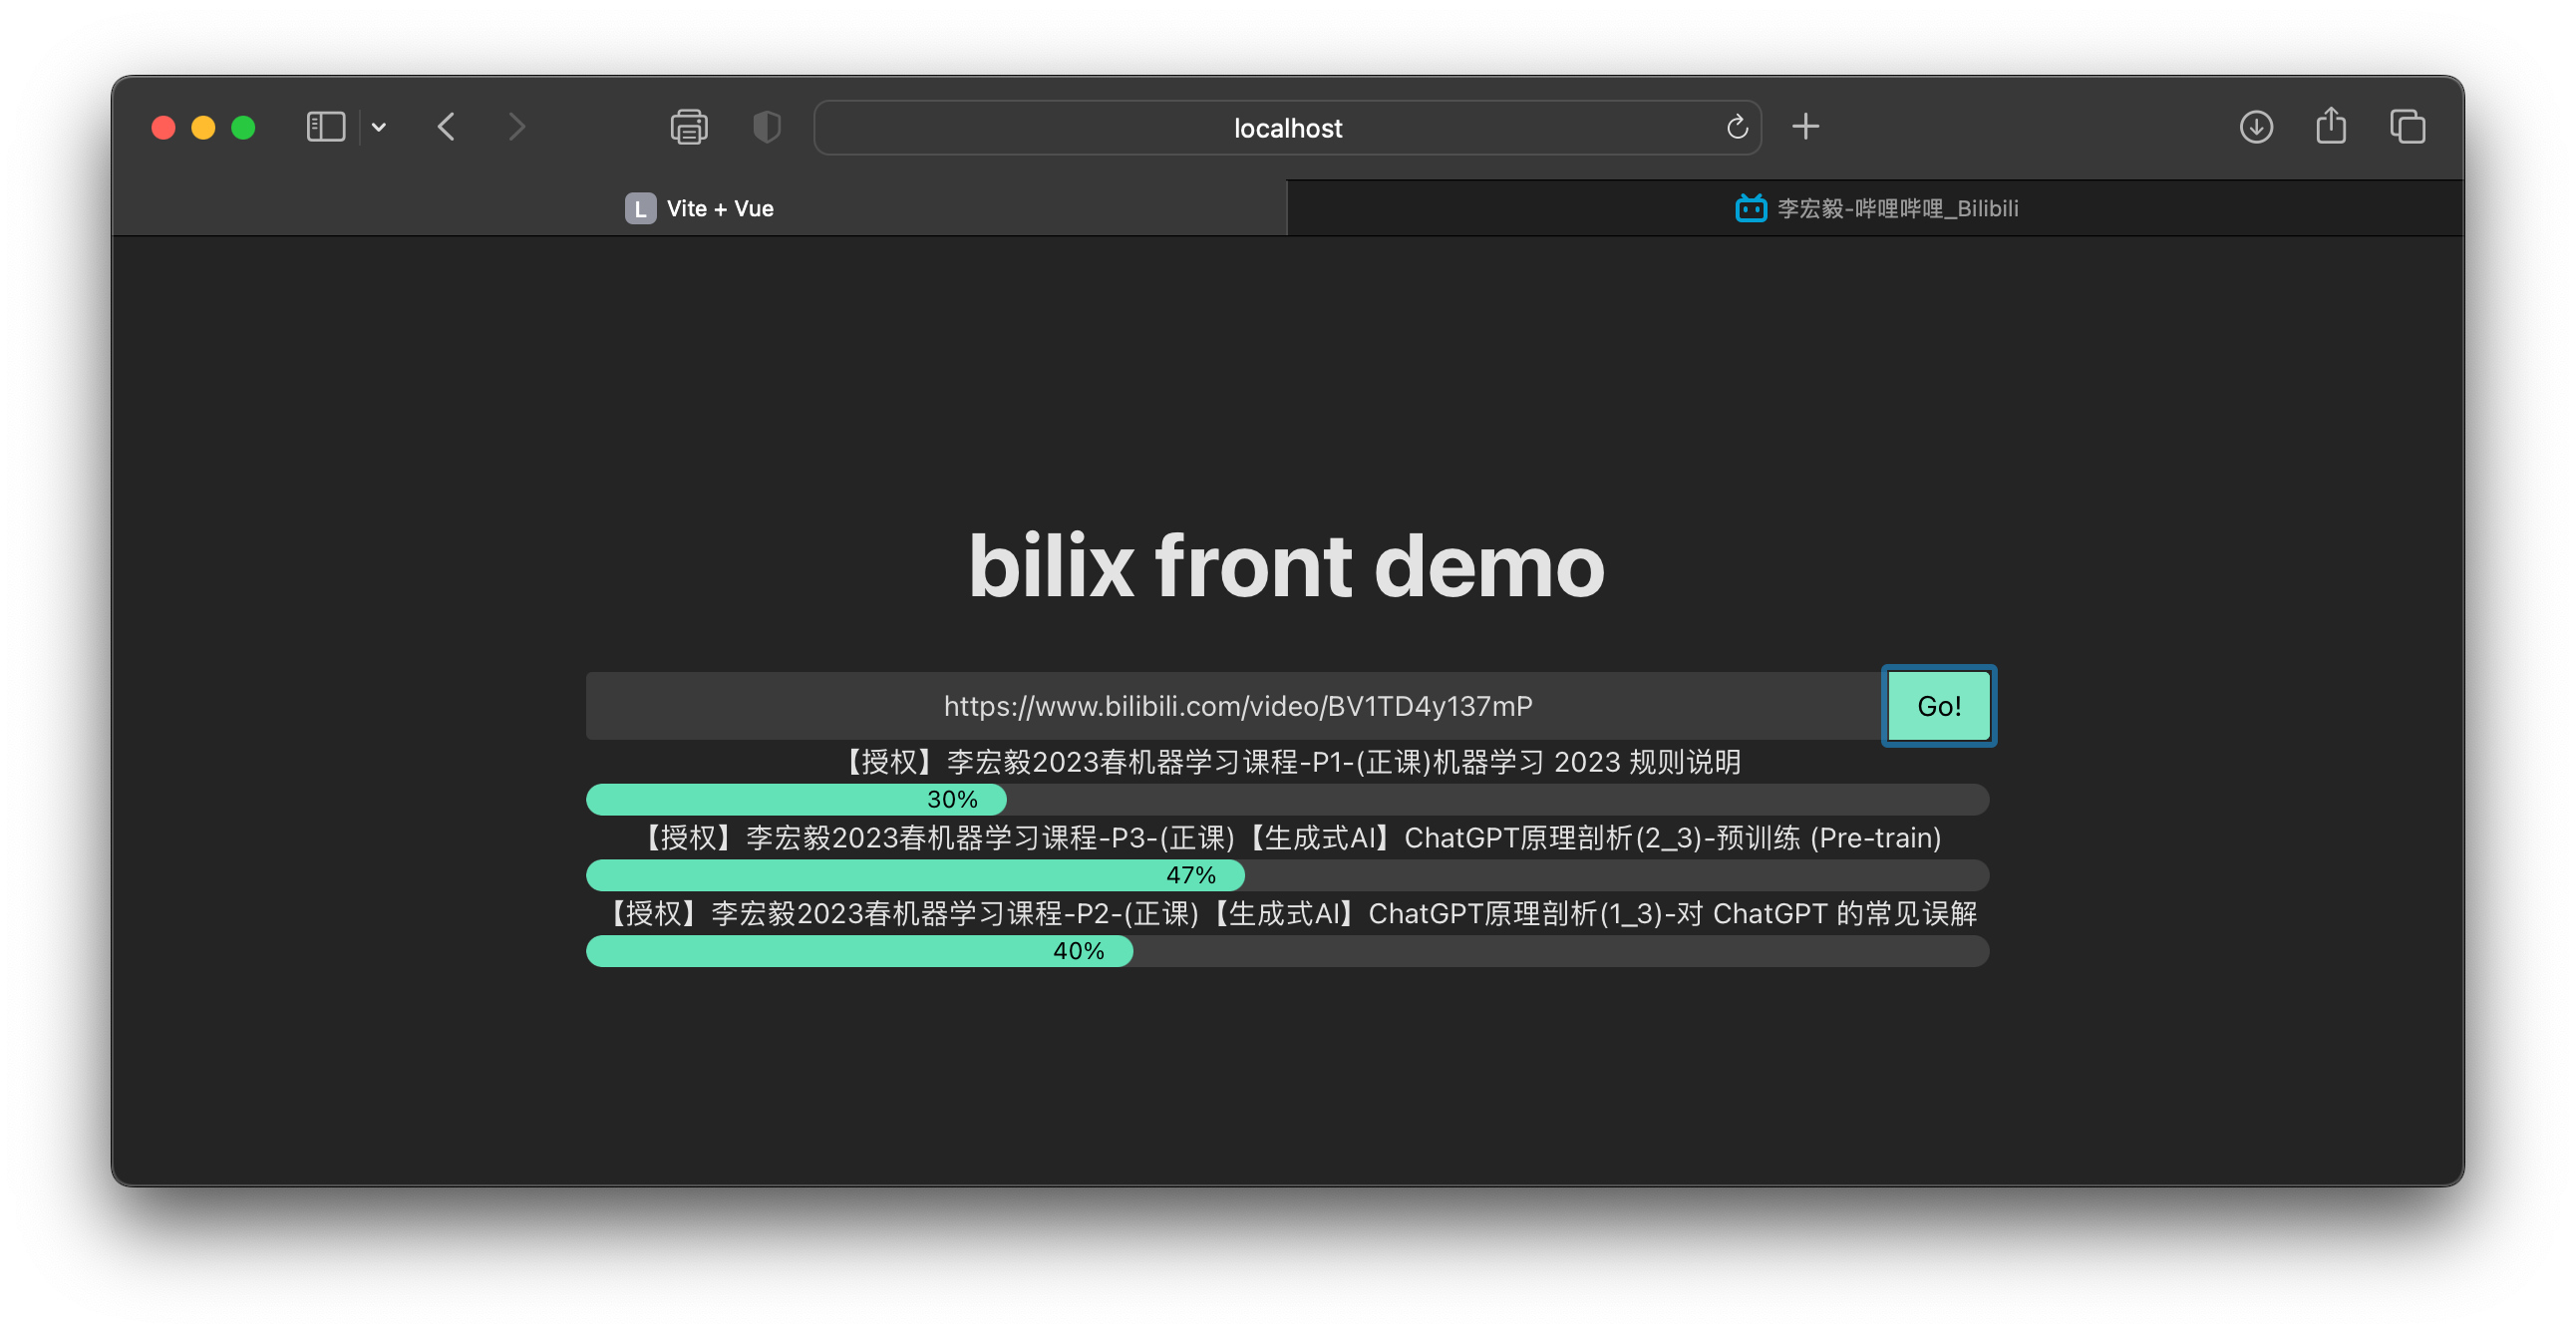 localhost
L Vite + Vue
李宏毅-哔哩哔哩_Bilibili
bilix front demo
https://www.bilibili.com/video/BV1TD4y137mP
Go!
【授权】李宏毅2023春机器学习课程-P1-(正课)机器学习 2023 规则说明
30%
【授权】李宏毅2023春机器学习课程-P3-(正课)【生成式AI】ChatGPT原理剖析(2_3)-预训练 (Pre-train)
47%
【授权】李宏毅2023春机器学习课程-P2-(正课)【生成式AI】ChatGPT原理剖析(1_3)-对 ChatGPT 的常见误解
40%